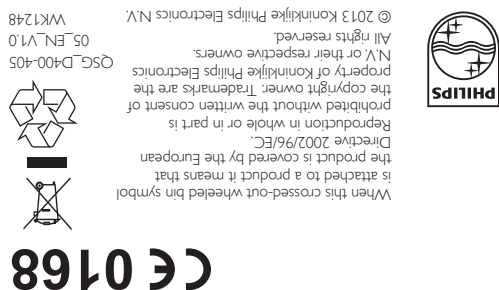 CE 0168
When this crossed-out wheeled bin symbol
is attached to a product it means that
the product is covered by the European
Directive 2002/96/EC.
Reproduction in whole or in part is
prohibited without the written consent of
the copyright owner. Trademarks are the
property of Koninklijke Philips Electronics
N.V. or their respective owners.
All rights reserved.
© 2013 Koninklijke Philips Electronics N.V.
PHILIPS
QSG_D400-405
05_EN_V1.0
WK1248